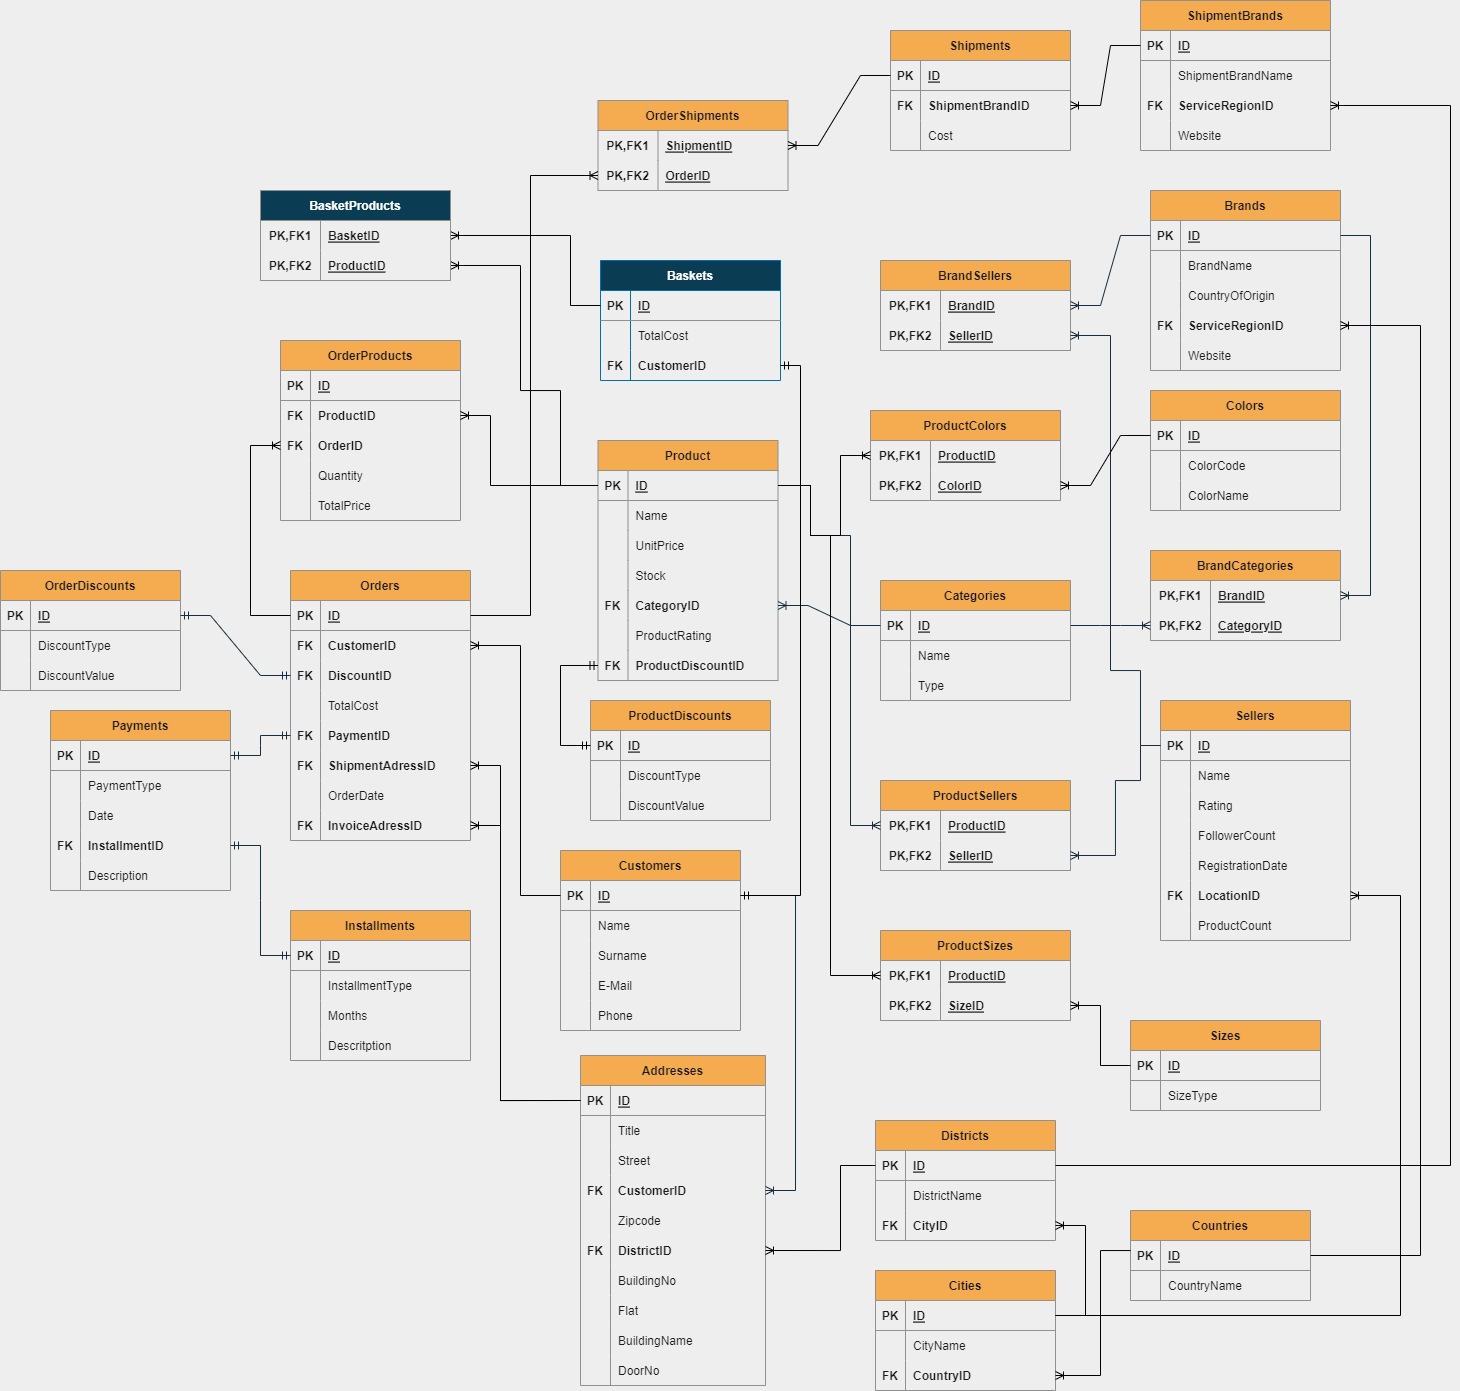 ShipmentBrands
PK ID
ShipmentBrandName
FK ServiceRegionID
Website
Shipments
PK ID
FK ShipmentBrandID
Cost
OrderShipments
PK,FK1 ShipmentID
PK,FK2 OrderID
BasketProducts
PK,FK1 BasketID
PK,FK2 ProductID
Baskets
PK ID
TotalCost
FK CustomerID
BrandSellers
PK,FK1 BrandID
PK,FK2 SellerID
Brands
PK ID
BrandName
CountryOfOrigin
FK ServiceRegionID
Website
OrderProducts
PK ID
FK ProductID
FK OrderID
Quantity
TotalPrice
Product
PK ID
Name
UnitPrice
Stock
FK CategoryID
ProductRating
FK ProductDiscountID
ProductColors
PK,FK1 ProductID
PK,FK2 ColorID
Colors
PK ID
ColorCode
ColorName
OrderDiscounts
PK ID
DiscountType
DiscountValue
Orders
PK ID
FK CustomerID
FK DiscountID
TotalCost
FK PaymentID
FK ShipmentAdressID
OrderDate
FK InvoiceAdressID
Categories
PK ID
Name
Type
BrandCategories
PK,FK1 BrandID
PK,FK2 CategoryID
Payments
PK ID
PaymentType
Date
FK InstallmentID
Description
ProductDiscounts
PK ID
DiscountType
DiscountValue
ProductSellers
PK,FK1 ProductID
PK,FK2 SellerID
Sellers
PK ID
Name
Rating
FollowerCount
RegistrationDate
FK LocationID
ProductCount
Installments
PK ID
InstallmentType
Months
Descritption
Customers
PK ID
Name
Surname
E-Mail
Phone
ProductSizes
PK,FK1 ProductID
PK,FK2 SizeID
Sizes
PK ID
SizeType
Addresses
PK ID
Title
Street
FK CustomerID
Zipcode
FK DistrictID
BuildingNo
Flat
BuildingName
DoorNo
Districts
PK ID
DistrictName
FK CityID
Countries
PK ID
CountryName
Cities
PK ID
CityName
FK CountryID